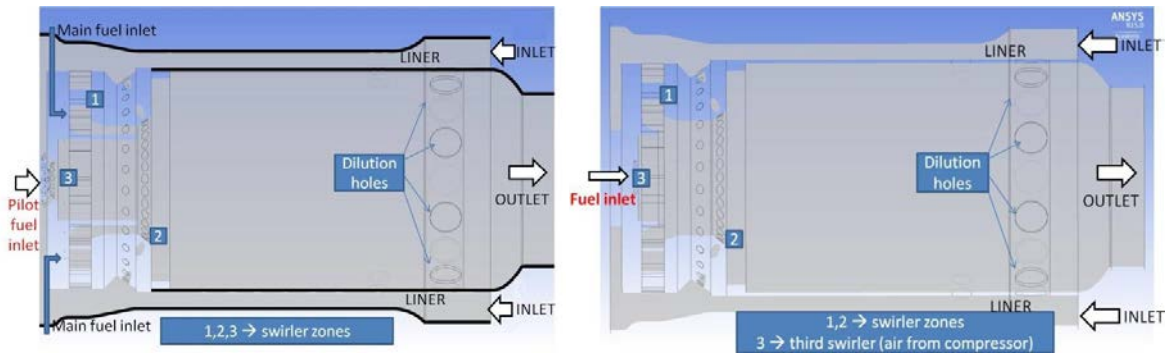 Main fuel inlet
INLET
LINER
1
Dilution
holes
3
Pilot
fuel
inlet
OUTLET
2
LINER
INLET
Main fuel inlet
1,2,3 → swirler zones
ANSYS
R15.0
INLET
LINER
1
Dilution
holes
3
Fuel inlet
OUTLET
2
LINER
INLET
1,2 → swirler zones
3 → third swirler (air from compressor)